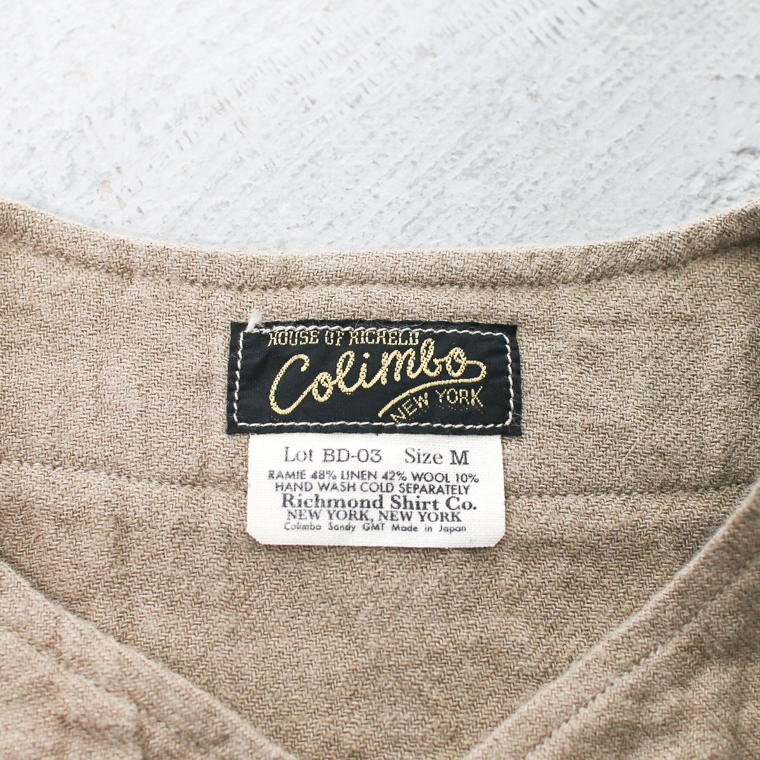 HOUSE OF RICHELD
Colimbo
NEW YORK
Lot BD-03 Size M
RAMIE 48% LINEN 42% WOOL 10%
HAND WASH COLD SEPARATELY
Richmond Shirt Co.
NEW YORK, NEW YORK
Colimbo Sandy GMT Made in Japan